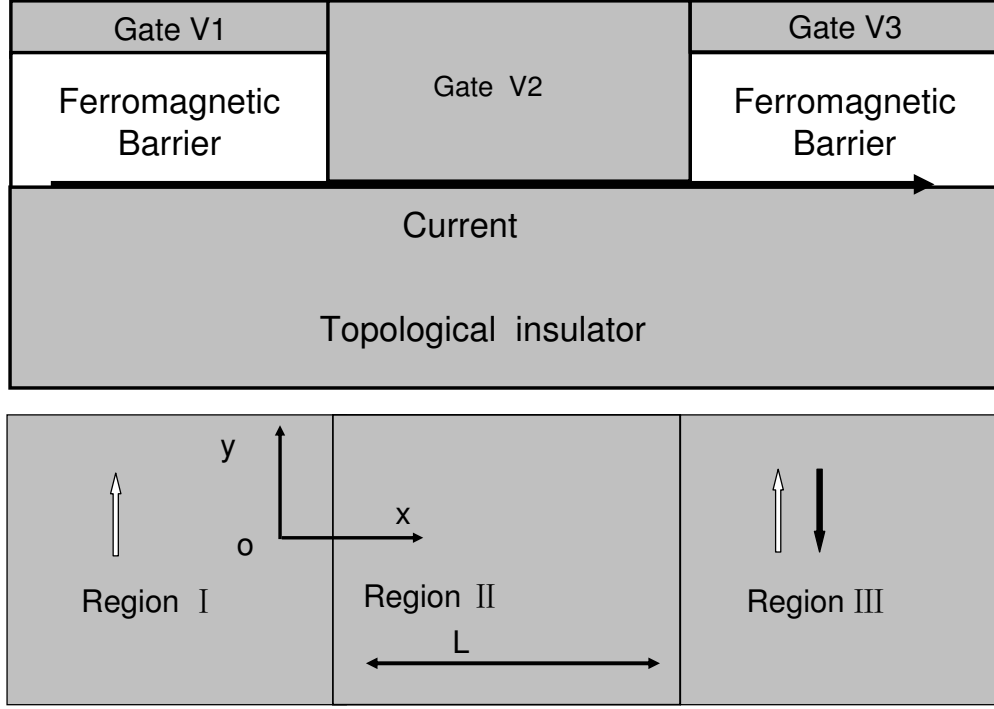 Gate V1
Gate V2
Gate V3
Ferromagnetic
Barrier
Ferromagnetic
Barrier
Current
Topological insulator
y
x
o
Region Ⅰ
Region Ⅱ
Region Ⅲ
L